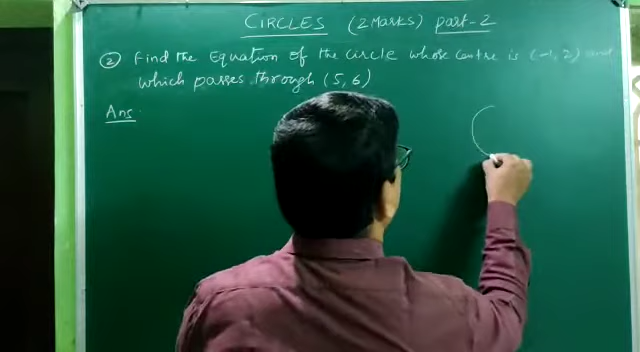 CIRCLES (2 Marks) part-2
② Find the Equation of the circle whose Centre is (-1, 2) and
which passes through (5, 6)
Ans: